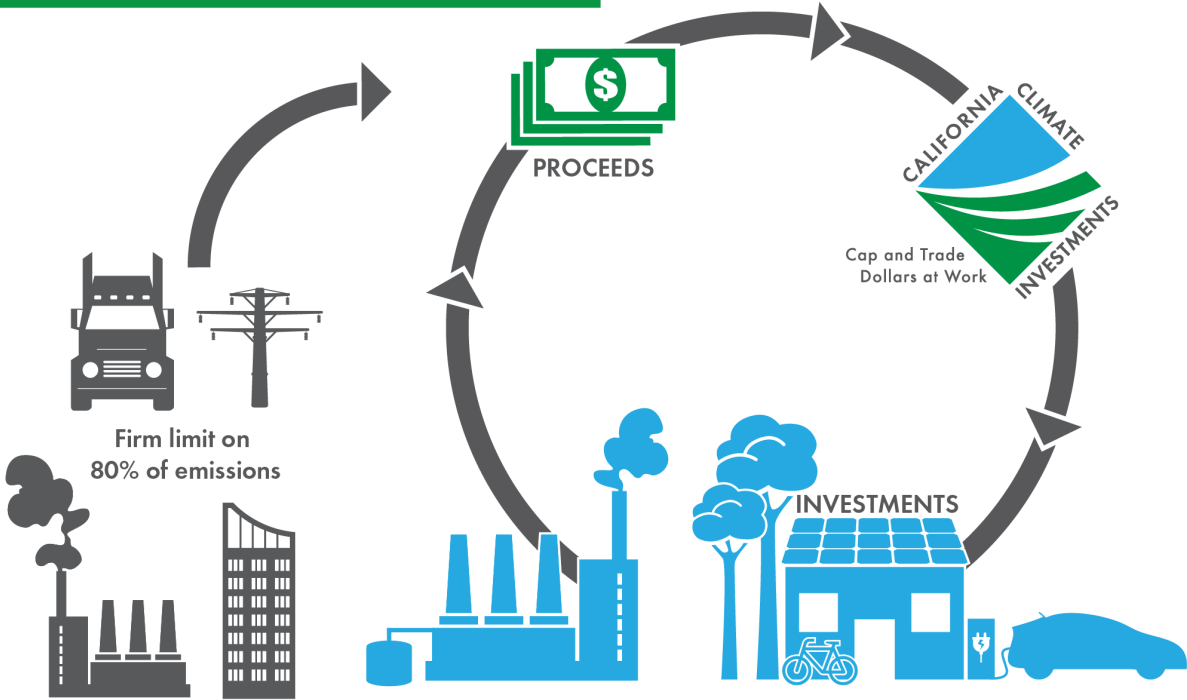 $
PROCEEDS
CALIFORNIA
CLIMATE
INVESTMENTS
Cap and Trade
Dollars at Work
Firm limit on
80% of emissions
INVESTMENTS